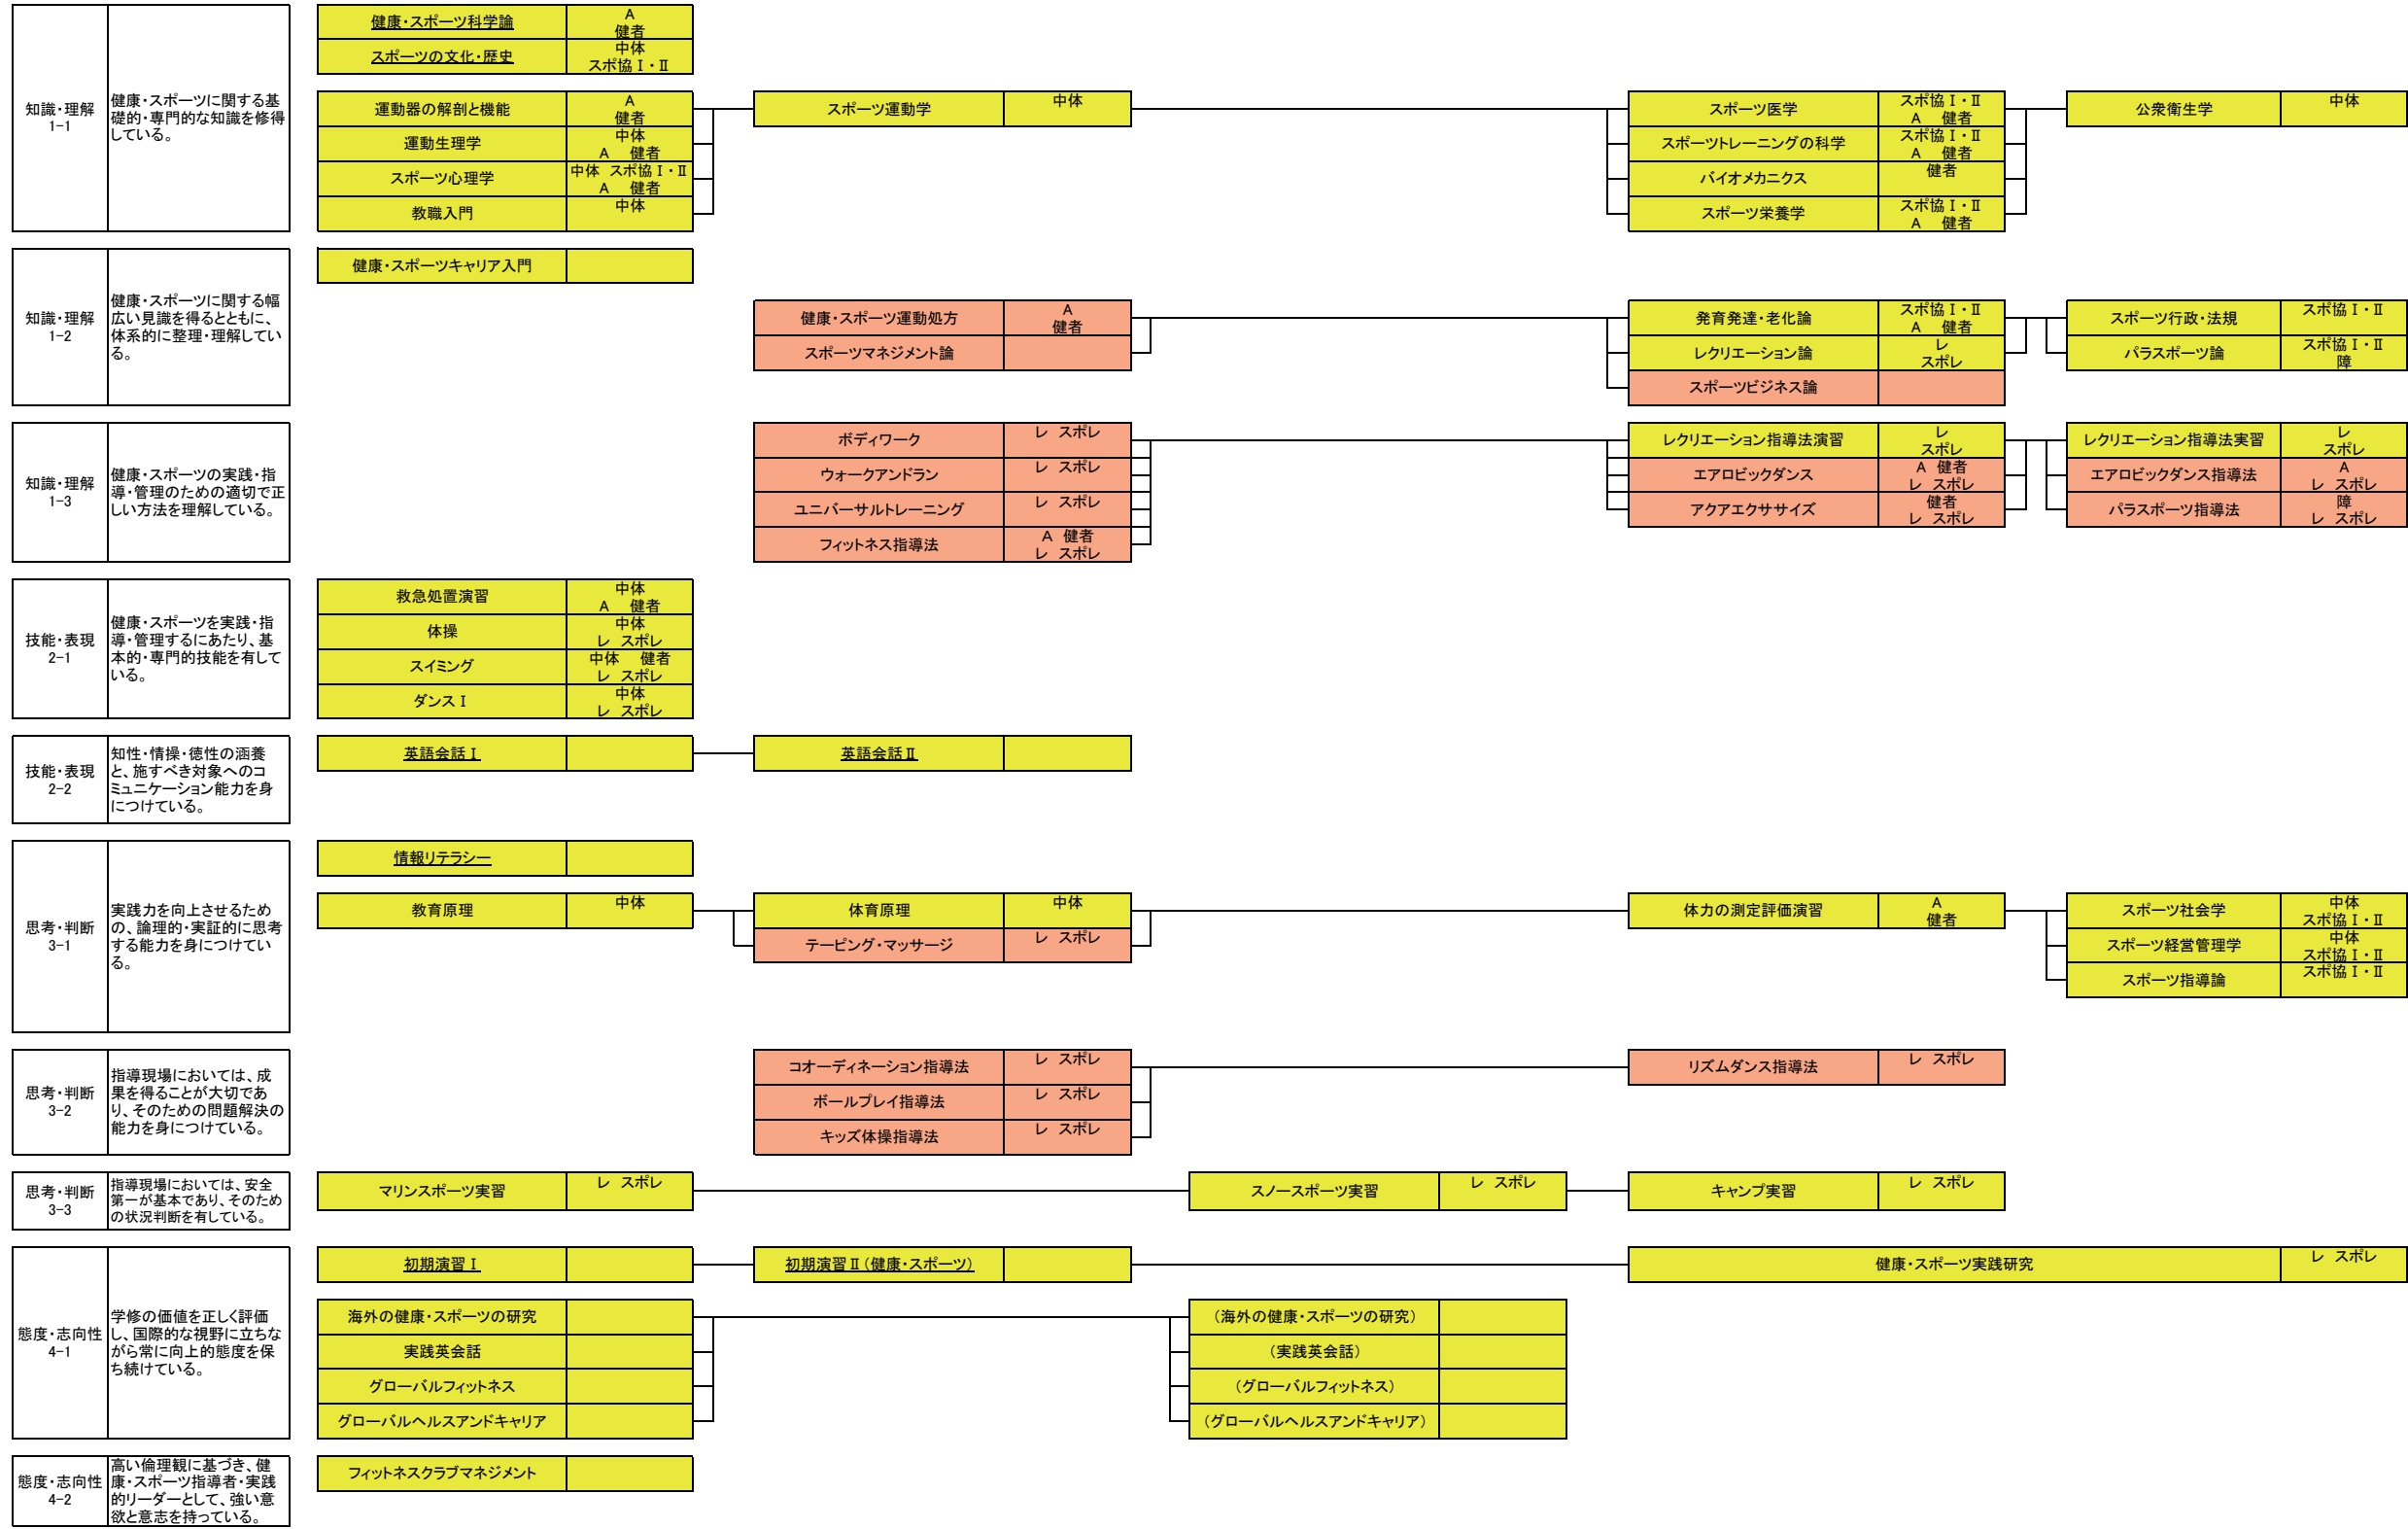 知識・理解
1-1
健康・スポーツに関する基
礎的・専門的な知識を修得
している。
健康・スポーツ科学論
A
健者
スポーツの文化・歴史
中体
スポ協Ⅰ・Ⅱ
運動器の解剖と機能
A
健者
運動生理学
中体
A 健者
スポーツ心理学
中体 スポ協Ⅰ・Ⅱ
A 健者
教職入門
中体
スポーツ運動学
中体
スポーツ医学
スポ協Ⅰ・Ⅱ
A 健者
スポーツトレーニングの科学
スポ協Ⅰ・Ⅱ
A 健者
バイオメカニクス
健者
スポーツ栄養学
スポ協Ⅰ・Ⅱ
A 健者
公衆衛生学
中体
知識・理解
1-2
健康・スポーツに関する幅
広い見識を得るとともに、
体系的に整理・理解してい
る。
健康・スポーツキャリア入門
健康・スポーツ運動処方
A
健者
スポーツマネジメント論
発育発達・老化論
スポ協Ⅰ・Ⅱ
A 健者
レクリエーション論
レ
スポレ
スポーツビジネス論
スポーツ行政・法規
スポ協Ⅰ・Ⅱ
パラスポーツ論
スポ協Ⅰ・Ⅱ
障
知識・理解
1-3
健康・スポーツの実践・指
導・管理のための適切で正
しい方法を理解している。
ボディワーク
レ スポレ
ウォークアンドラン
レ スポレ
ユニバーサルトレーニング
レ スポレ
フィットネス指導法
A 健者
レ スポレ
レクリエーション指導法演習
レ
スポレ
エアロビックダンス
A 健者
レ スポレ
アクアエクササイズ
健者
レ スポレ
レクリエーション指導法実習
レ
スポレ
エアロビックダンス指導法
A
レ スポレ
パラスポーツ指導法
障
レ スポレ
技能・表現
2-1
健康・スポーツを実践・指
導・管理するにあたり、基
本的・専門的技能を有して
いる。
救急処置演習
中体
A 健者
体操
中体
レ スポレ
スイミング
中体 健者
レ スポレ
ダンスⅠ
中体
レ スポレ
技能・表現
2-2
知性・情操・徳性の涵養
と、施すべき対象へのコ
ミュニケーション能力を身
につけている。
英語会話Ⅰ
英語会話Ⅱ
思考・判断
3-1
実践力を向上させるため
の、論理的・実証的に思考
する能力を身につけてい
る。
情報リテラシー
教育原理
中体
体育原理
中体
テーピング・マッサージ
レ スポレ
体力の測定評価演習
A
健者
スポーツ社会学
中体
スポ協Ⅰ・Ⅱ
スポーツ経営管理学
中体
スポ協Ⅰ・Ⅱ
スポーツ指導論
スポ協Ⅰ・Ⅱ
思考・判断
3-2
指導現場においては、成
果を得ることが大切であ
り、そのための問題解決の
能力を身につけている。
コオーディネーション指導法
レ スポレ
ボールプレイ指導法
レ スポレ
キッズ体操指導法
レ スポレ
リズムダンス指導法
レ スポレ
思考・判断
3-3
指導現場においては、安全
第一が基本であり、そのため
の状況判断を有している。
マリンスポーツ実習
レ スポレ
スノースポーツ実習
レ スポレ
キャンプ実習
レ スポレ
態度・志向性
4-1
学修の価値を正しく評価
し、国際的な視野に立ちな
がら常に向上的態度を保
ち続けている。
初期演習Ⅰ
初期演習Ⅱ(健康・スポーツ)
健康・スポーツ実践研究
レ スポレ
海外の健康・スポーツの研究
実践英会話
グローバルフィットネス
グローバルヘルスアンドキャリア
(海外の健康・スポーツの研究)
(実践英会話)
(グローバルフィットネス)
(グローバルヘルスアンドキャリア)
態度・志向性
4-2
高い倫理観に基づき、健
康・スポーツ指導者・実践
的リーダーとして、強い意
欲と意志を持っている。
フィットネスクラブマネジメント